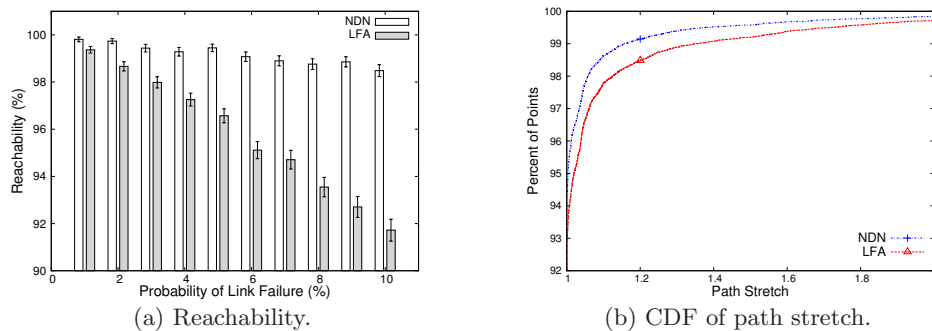 NDN
LFA
100
98
96
94
92
90
0
2
4
6
8
10
Reachability (%)
Probability of Link Failure (%)
(a) Reachability.
100
99
98
97
96
95
94
93
92
1
1.2
1.4
1.6
1.8
Percent of Points
Path Stretch
NDN
LFA
(b) CDF of path stretch.